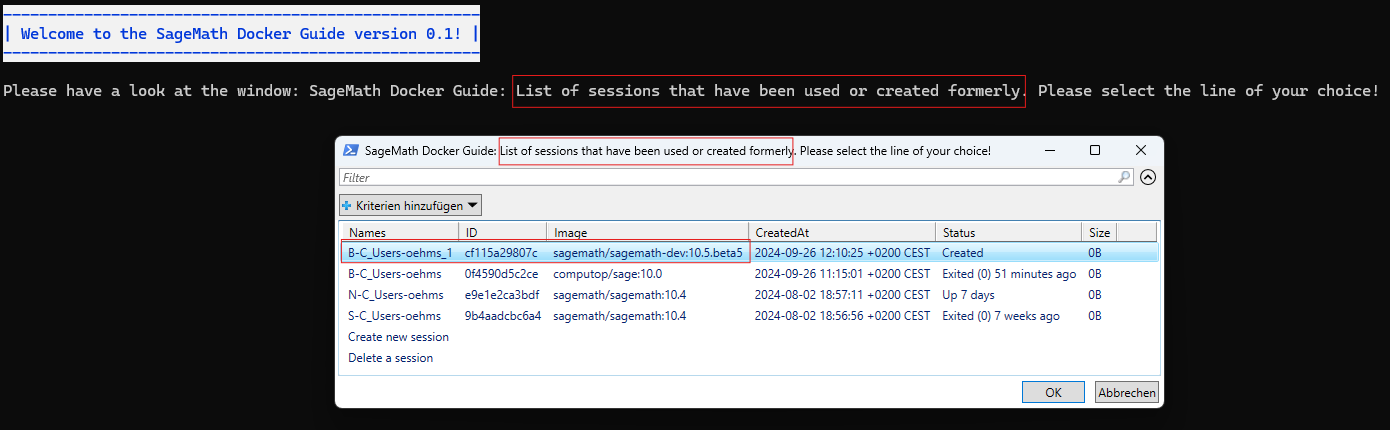 | Welcome to the SageMath Docker Guide version 0.1! |
Please have a look at the window: SageMath Docker Guide: List of sessions that have been used or created formerly. Please select the line of your choice!
SageMath Docker Guide: List of sessions that have been used or created formerly. Please select the line of your choice!
Filter
Kriterien hinzufügen
Names ID Image CreatedAt Status Size
B-C_Users-oehms_1 cf115a29807c sagemath/sagemath-dev:10.5.beta5 2024-09-26 12:10:25 +0200 CEST Created 0B
B-C_Users-oehms 0f4590d5c2ce computop/sage:10.0 2024-09-26 11:15:01 +0200 CEST Exited (0) 51 minutes ago 0B
N-C_Users-oehms e9e1e2ca3bdf sagemath/sagemath:10.4 2024-08-02 18:57:11 +0200 CEST Up 7 days 0B
S-C_Users-oehms 9b4aadcbc6a4 sagemath/sagemath:10.4 2024-08-02 18:56:56 +0200 CEST Exited (0) 7 weeks ago 0B
Create new session
Delete a session
OK Abbrechen